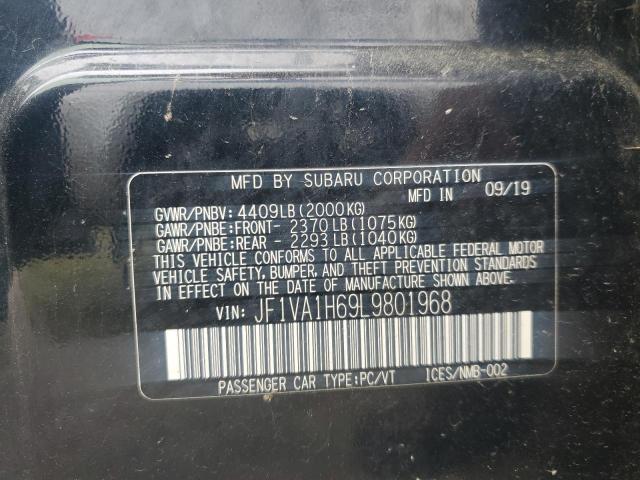 MFD BY SUBARU CORPORATION
MFD IN 09/19
GVWR/PNBV: 4409LB(2000KG)
GAWR/PNBE:FRONT- 2370 LB(1075KG)
GAWR/PNBE:REAR - 2293 LB(1040KG)
THIS VEHICLE CONFORMS TO ALL APPLICABLE FEDERAL MOTOR
VEHICLE SAFETY, BUMPER, AND THEFT PREVENTION STANDARDS
IN EFFECT ON THE DATE OF MANUFACTURE SHOWN ABOVE.
VIN: JF1VA1H69L9801968
PASSENGER CAR TYPE:PC/VT ICES/NMB-002